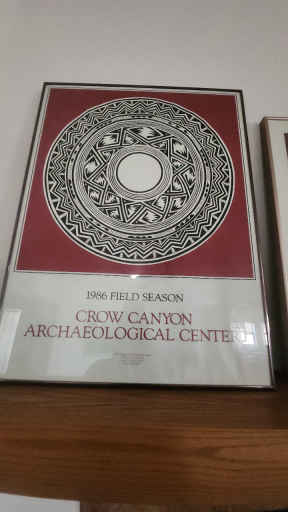 1986 FIELD SEASON
CROW CANYON
ARCHAEOLOGICAL CENTER